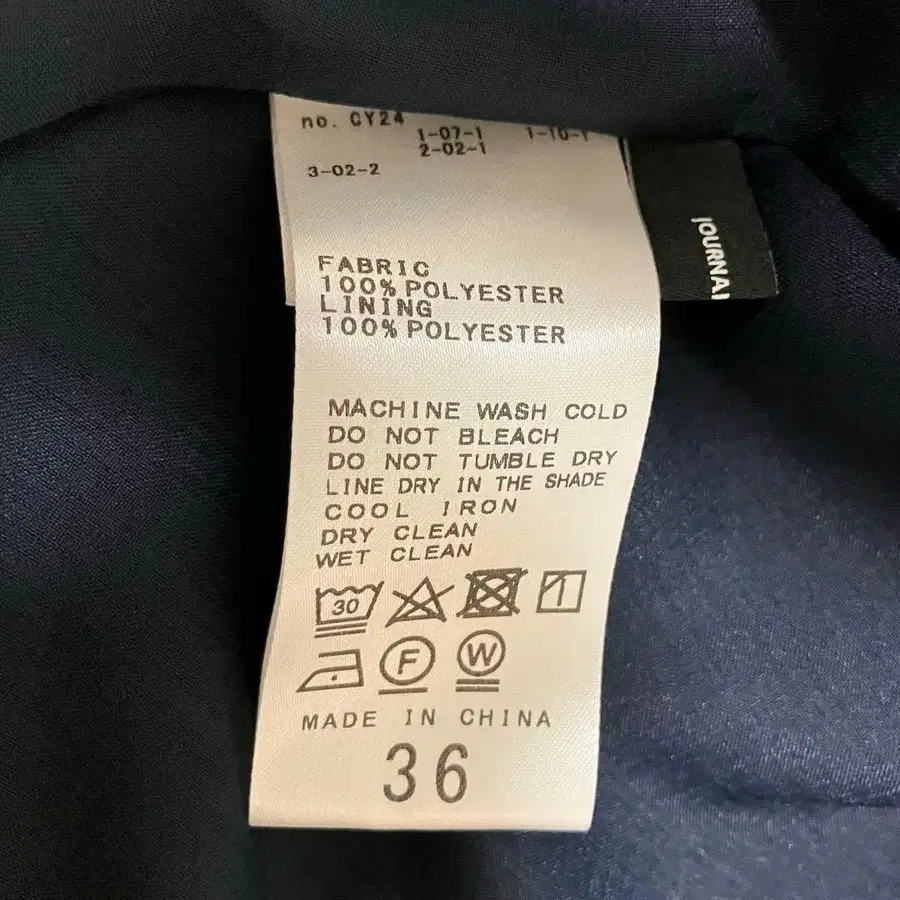 no. CY24
1-07-1 1-10-1
2-02-1
3-02-2
FABRIC
100% POLYESTER
LINING
100% POLYESTER
MACHINE WASH COLD
DO NOT BLEACH
DO NOT TUMBLE DRY
LINE DRY IN THE SHADE
COOL IRON
DRY CLEAN
WET CLEAN
30
F W
MADE IN CHINA
36
JOURNAL